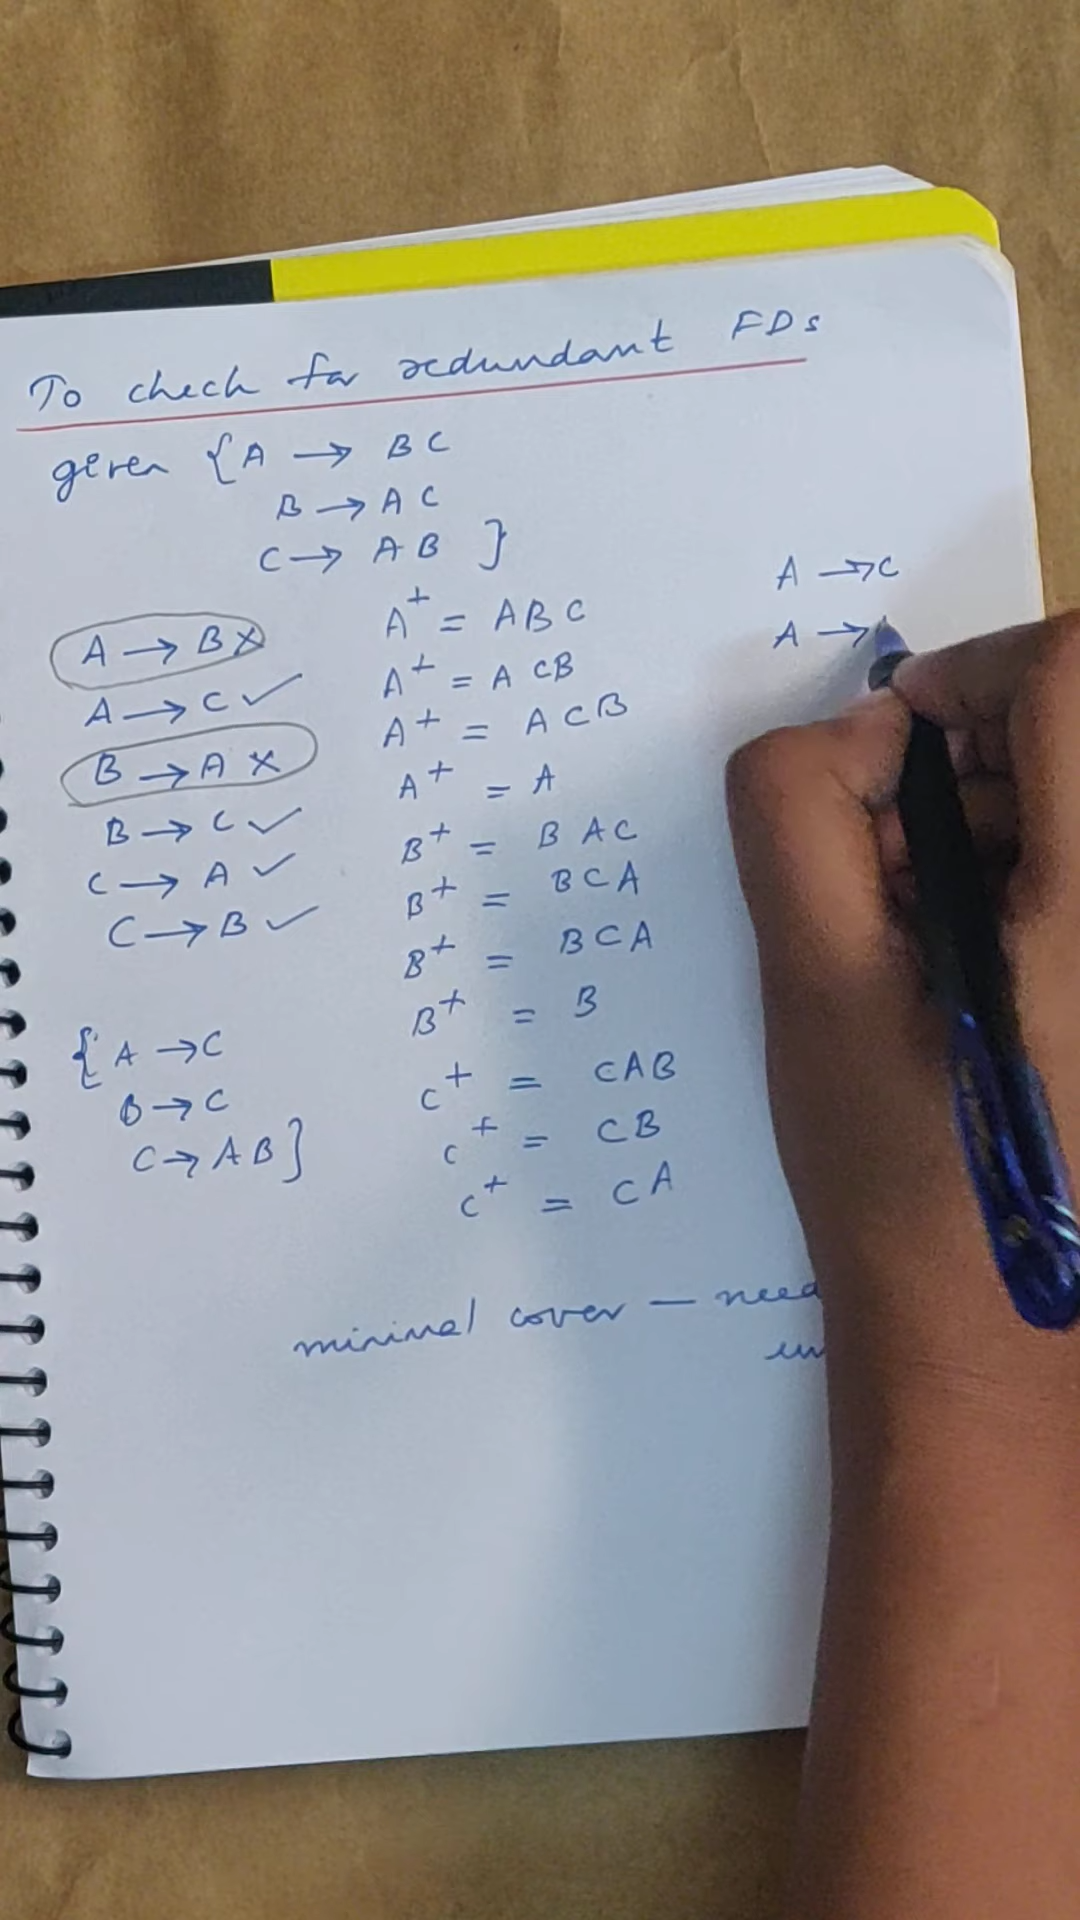 To check for redundant FDs
given {A → BC
B → AC
C → AB }
A → B ×
A → C ✓
B → A ×
B → C ✓
C → A ✓
C → B ✓
{ A → C
B → C
C → AB }
A⁺ = ABC
A⁺ = ACB
A⁺ = ACB
A⁺ = A
B⁺ = BAC
B⁺ = BCA
B⁺ = BCA
B⁺ = B
C⁺ = CAB
C⁺ = CB
C⁺ = CA
A → C
A →
minimal cover — need